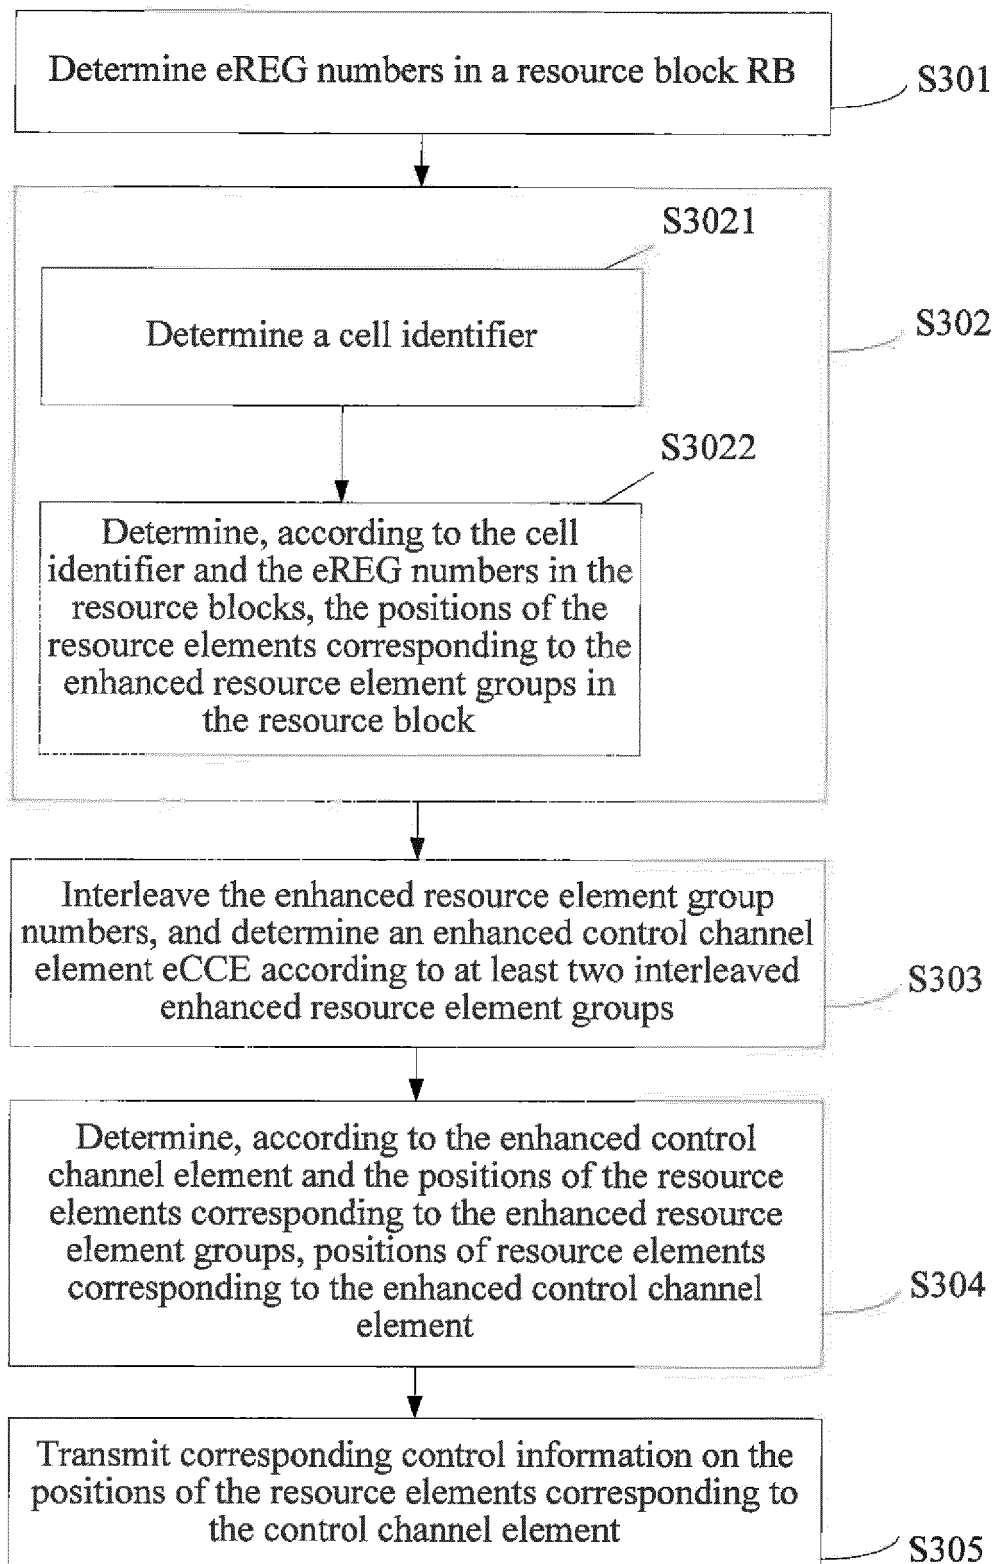 Determine eREG numbers in a resource block RB
S301
S3021
Determine a cell identifier
S302
S3022
Determine, according to the cell
identifier and the eREG numbers in the
resource blocks, the positions of the
resource elements corresponding to the
enhanced resource element groups in
the resource block
Interleave the enhanced resource element group
numbers, and determine an enhanced control channel
element eCCE according to at least two interleaved
enhanced resource element groups
S303
Determine, according to the enhanced control
channel element and the positions of the resource
elements corresponding to the enhanced resource
element groups, positions of resource elements
corresponding to the enhanced control channel
element
S304
Transmit corresponding control information on the
positions of the resource elements corresponding to
the control channel element
S305